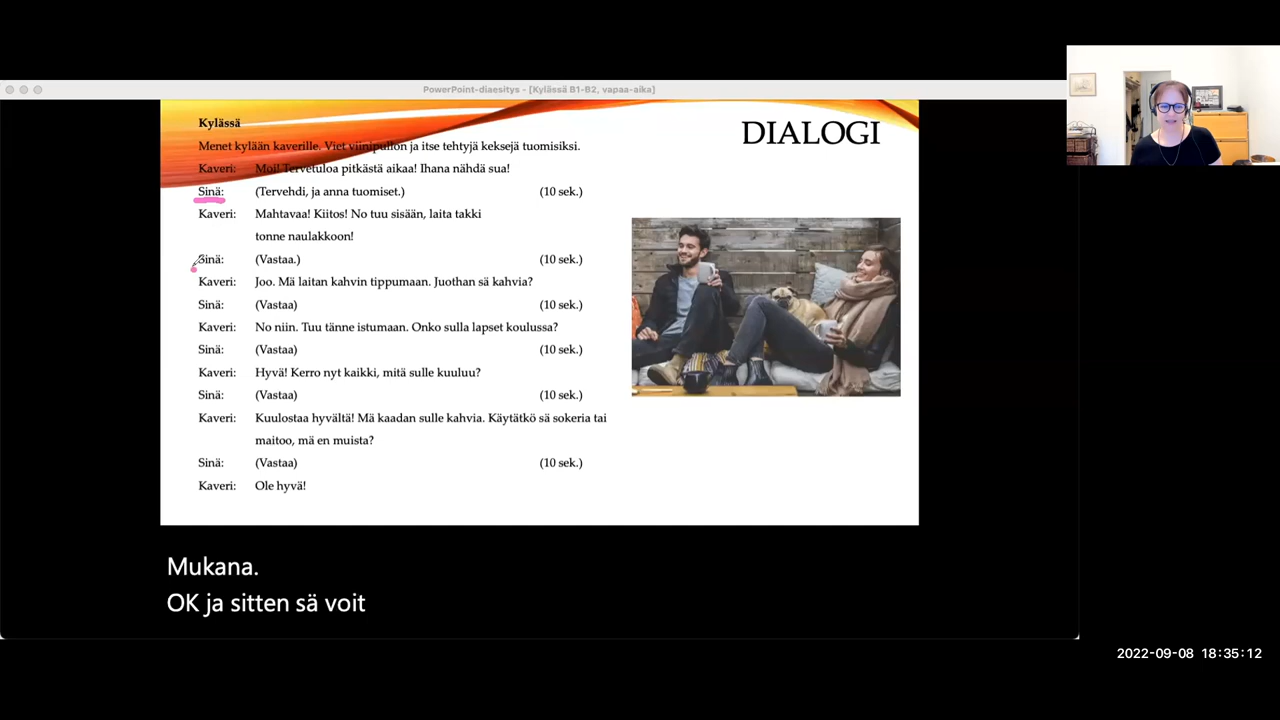 PowerPoint-diaesitys - [Kylässä B1-B2, vapaa-aika]
DIALOGI
Kylässä
Menet kylään kaverille. Viet viinipullon ja itse tehtyjä keksejä tuomisiksi.
Kaveri: Moi! Tervetuloa pitkästä aikaa! Ihana nähdä sua!
Sinä: (Tervehdi, ja anna tuomiset.) (10 sek.)
Kaveri: Mahtavaa! Kiitos! No tuu sisään, laita takki
tonne naulakkoon!
Sinä: (Vastaa.) (10 sek.)
Kaveri: Joo. Mä laitan kahvin tippumaan. Juothan sä kahvia?
Sinä: (Vastaa) (10 sek.)
Kaveri: No niin. Tuu tänne istumaan. Onko sulla lapset koulussa?
Sinä: (Vastaa) (10 sek.)
Kaveri: Hyvä! Kerro nyt kaikki, mitä sulle kuuluu?
Sinä: (Vastaa) (10 sek.)
Kaveri: Kuulostaa hyvältä! Mä kaadan sulle kahvia. Käytätkö sä sokeria tai
maitoo, mä en muista?
Sinä: (Vastaa) (10 sek.)
Kaveri: Ole hyvä!
Mukana.
OK ja sitten sä voit
2022-09-08 18:35:12